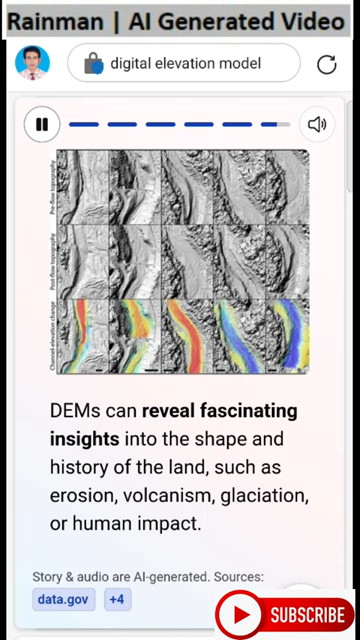 Rainman | AI Generated Video
digital elevation model
Pre-flow topography
Post-flow topography
Channel-elevation change
DEMs can reveal fascinating
insights into the shape and
history of the land, such as
erosion, volcanism, glaciation,
or human impact.
Story & audio are AI-generated. Sources:
data.gov +4
SUBSCRIBE